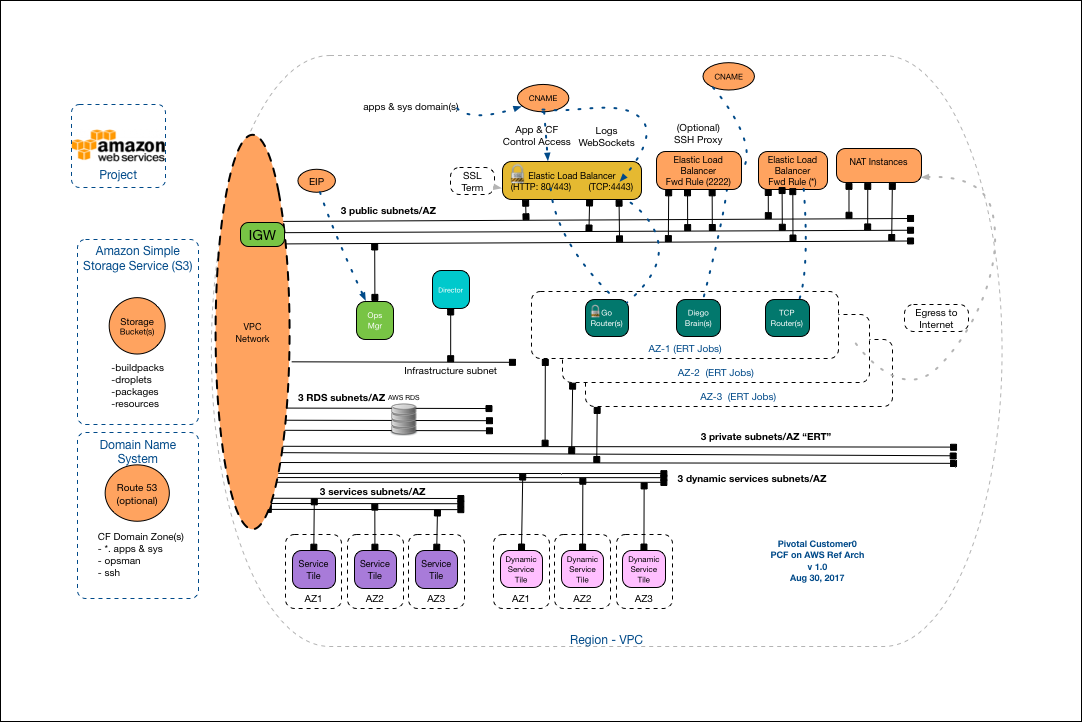 amazon
web services
Project
Amazon Simple
Storage Service (S3)
Storage
Bucket(s)
-buildpacks
-droplets
-packages
-resources
Domain Name
System
Route 53
(optional)
CF Domain Zone(s)
- *. apps & sys
- opsman
- ssh
VPC
Network
IGW
EIP
apps & sys domain(s)
CNAME
CNAME
App & CF
Control Access
Logs
WebSockets
(Optional)
SSH Proxy
SSL
Term
Elastic Load Balancer
(HTTP: 80/443) (TCP:4443)
Elastic Load
Balancer
Fwd Rule (2222)
Elastic Load
Balancer
Fwd Rule (*)
NAT Instances
3 public subnets/AZ
Ops
Mgr
Director
Infrastructure subnet
Go
Router(s)
Diego
Brain(s)
TCP
Router(s)
Egress to
Internet
AZ-1 (ERT Jobs)
AZ-2 (ERT Jobs)
AZ-3 (ERT Jobs)
3 RDS subnets/AZ
AWS RDS
3 private subnets/AZ “ERT”
3 dynamic services subnets/AZ
3 services subnets/AZ
Service
Tile
AZ1
Service
Tile
AZ2
Service
Tile
AZ3
Dynamic
Service
Tile
AZ1
Dynamic
Service
Tile
AZ2
Dynamic
Service
Tile
AZ3
Pivotal Customer0
PCF on AWS Ref Arch
v 1.0
Aug 30, 2017
Region - VPC